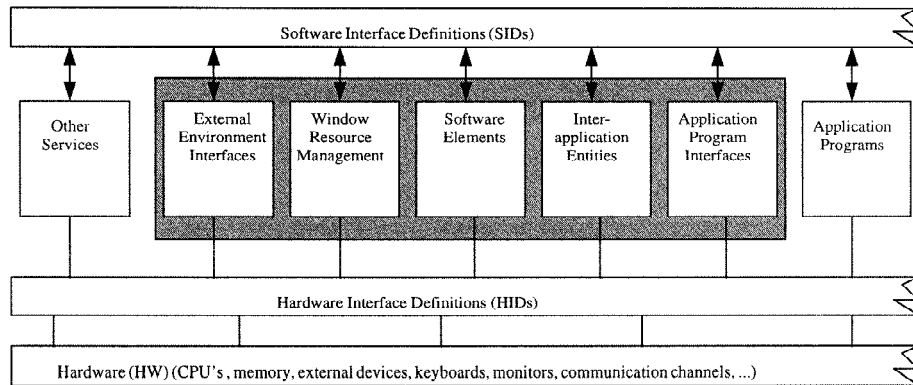 Software Interface Definitions (SIDs)
Other
Services
External
Environment
Interfaces
Window
Resource
Management
Software
Elements
Inter-
application
Entities
Application
Program
Interfaces
Application
Programs
Hardware Interface Definitions (HIDs)
Hardware (HW) (CPU's , memory, external devices, keyboards, monitors, communication channels, ...)